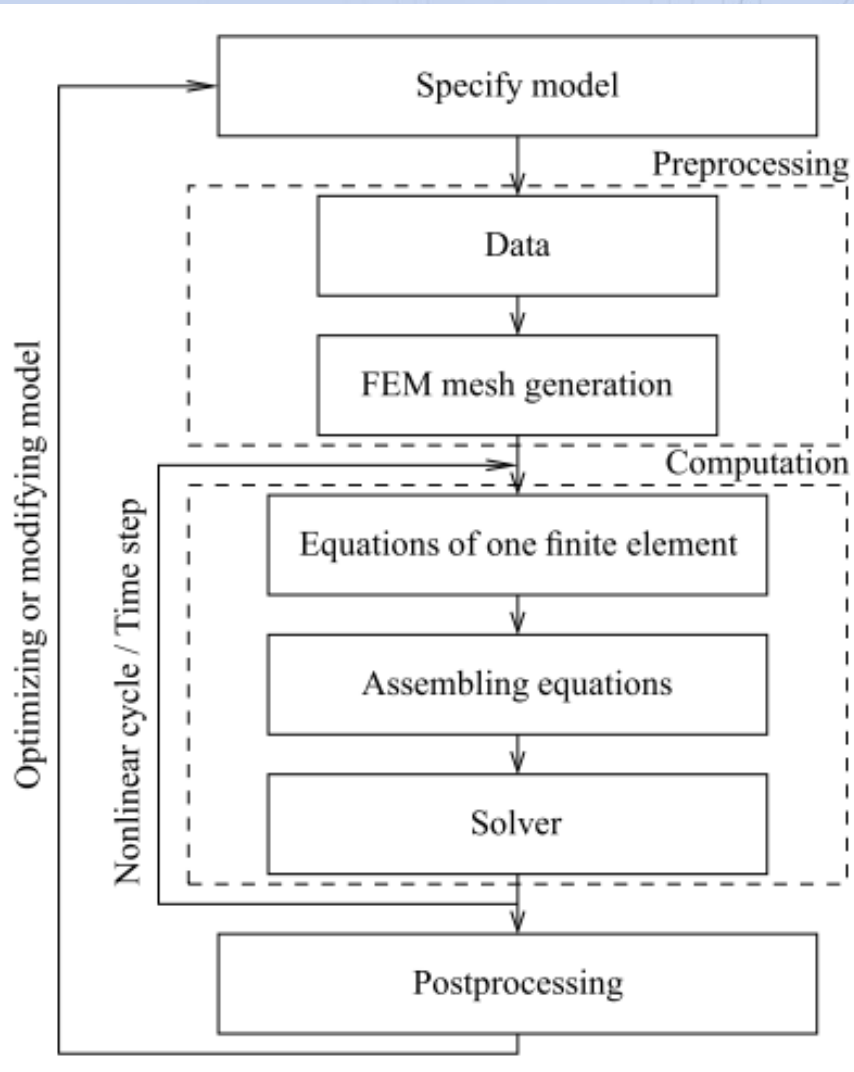 Specify model
Preprocessing
Data
FEM mesh generation
Computation
Equations of one finite element
Assembling equations
Solver
Postprocessing
Nonlinear cycle / Time step
Optimizing or modifying model